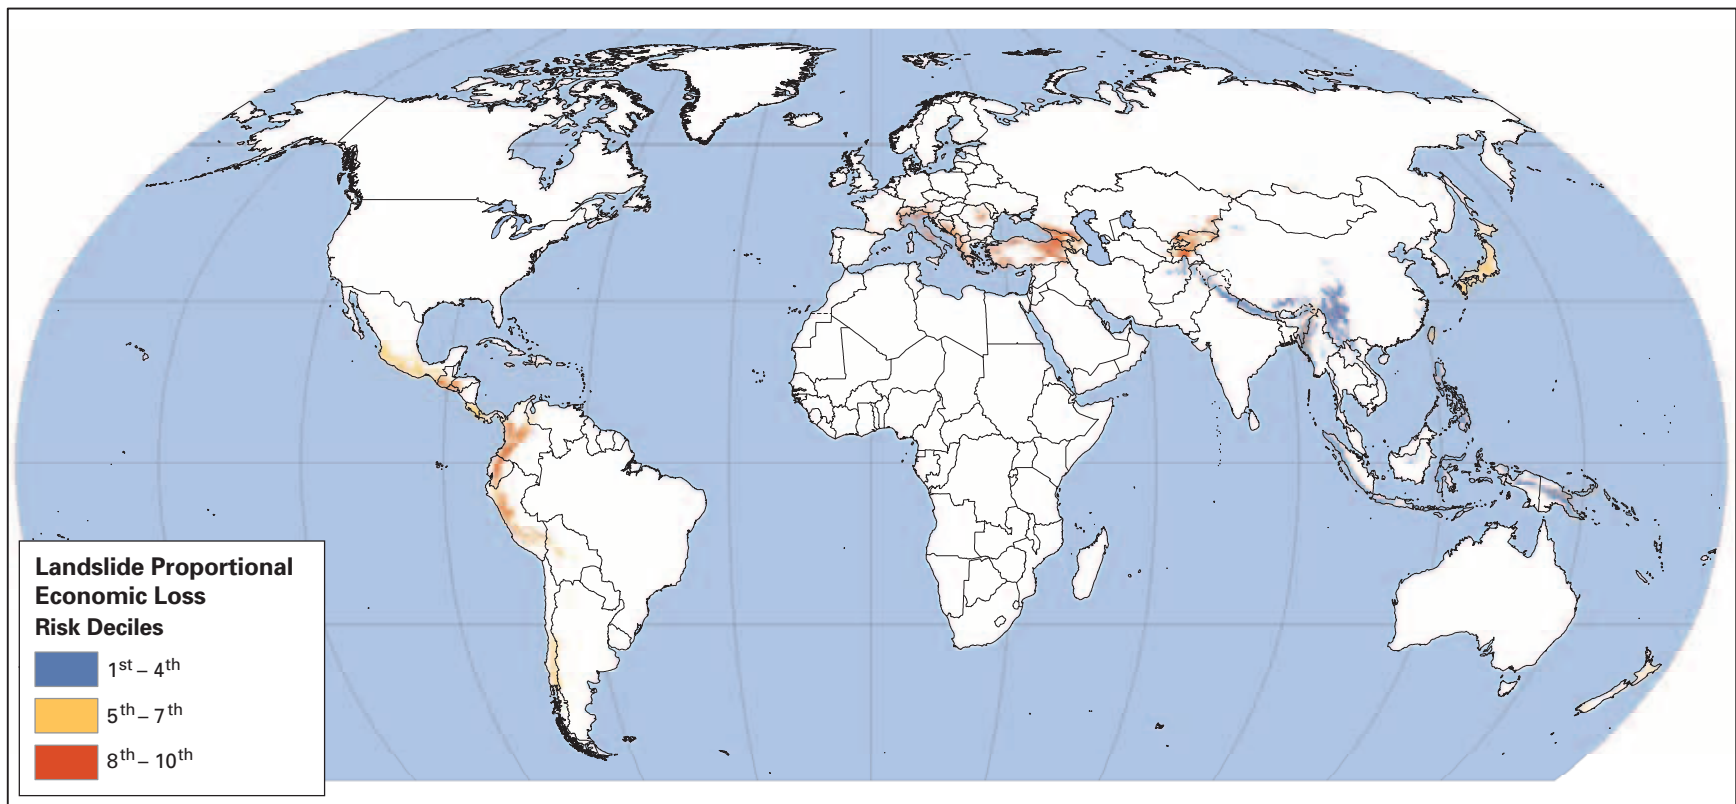 Landslide Proportional
Economic Loss
Risk Deciles
1st – 4th
5th – 7th
8th – 10th